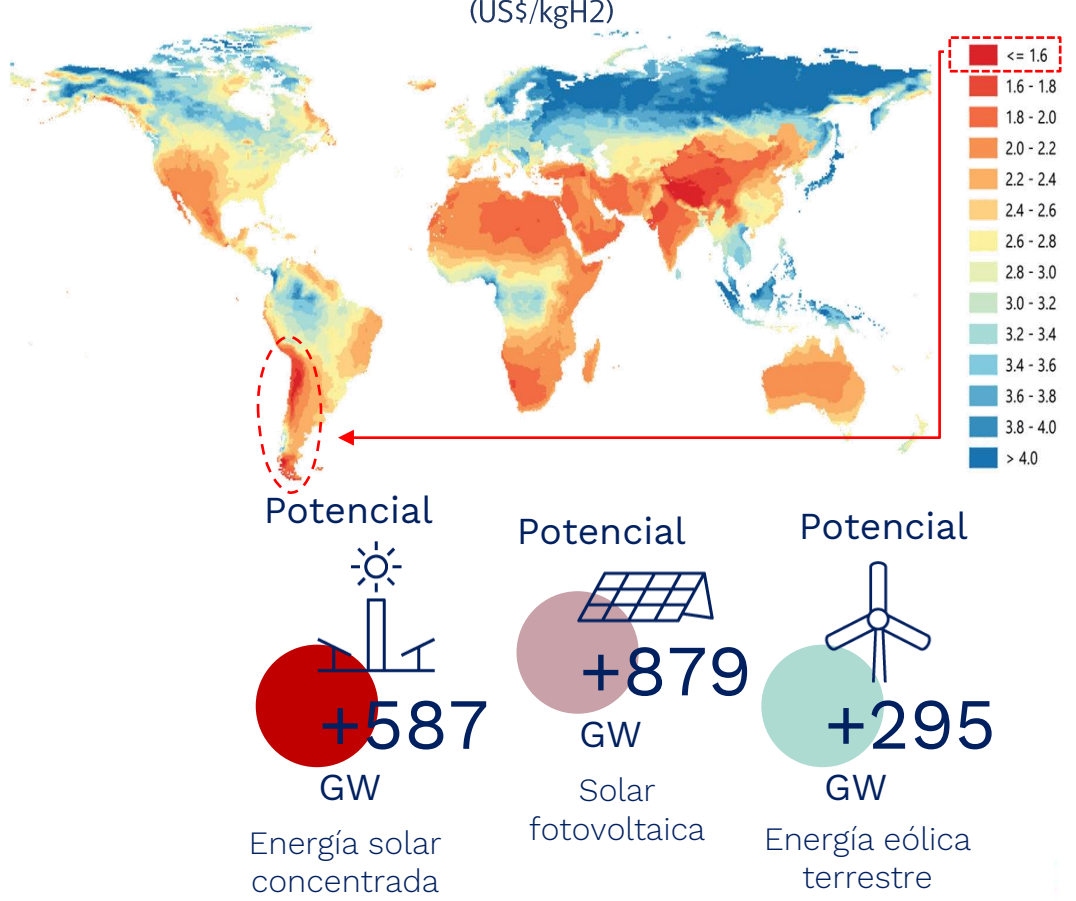 (US$/kgH2)
<= 1.6
1.6 - 1.8
1.8 - 2.0
2.0 - 2.2
2.2 - 2.4
2.4 - 2.6
2.6 - 2.8
2.8 - 3.0
3.0 - 3.2
3.2 - 3.4
3.4 - 3.6
3.6 - 3.8
3.8 - 4.0
> 4.0
Potencial
+587
GW
Energía solar
concentrada
Potencial
+879
GW
Solar
fotovoltaica
Potencial
+295
GW
Energía eólica
terrestre